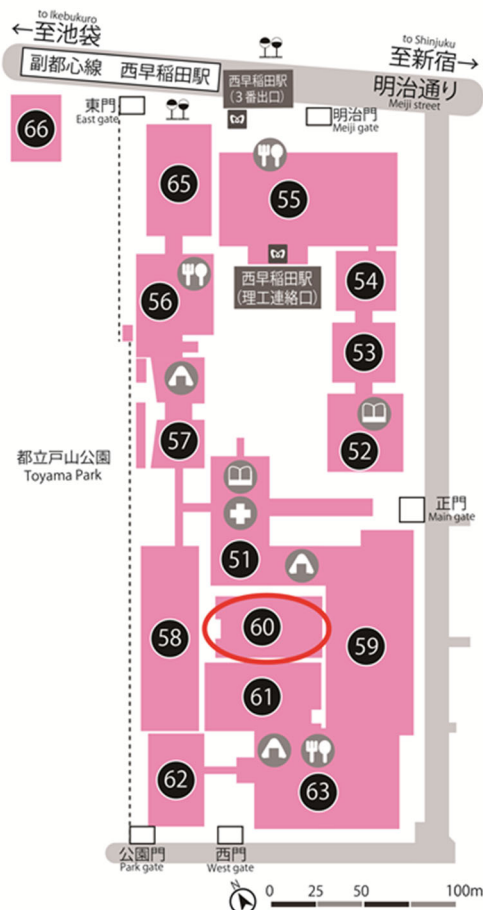 to Ikebukuro
←至池袋
to Shinjuku
至新宿→
副都心線 西早稲田駅
明治通り
Meiji street
西早稲田駅
(3番出口)
東門
East gate
明治門
Meiji gate
66
65
55
西早稲田駅
(理工連絡口)
54
56
53
57
52
都立戸山公園
Toyama Park
正門
Main gate
51
58
60
59
61
62
63
公園門
Park gate
西門
West gate
N
0 25 50 100m